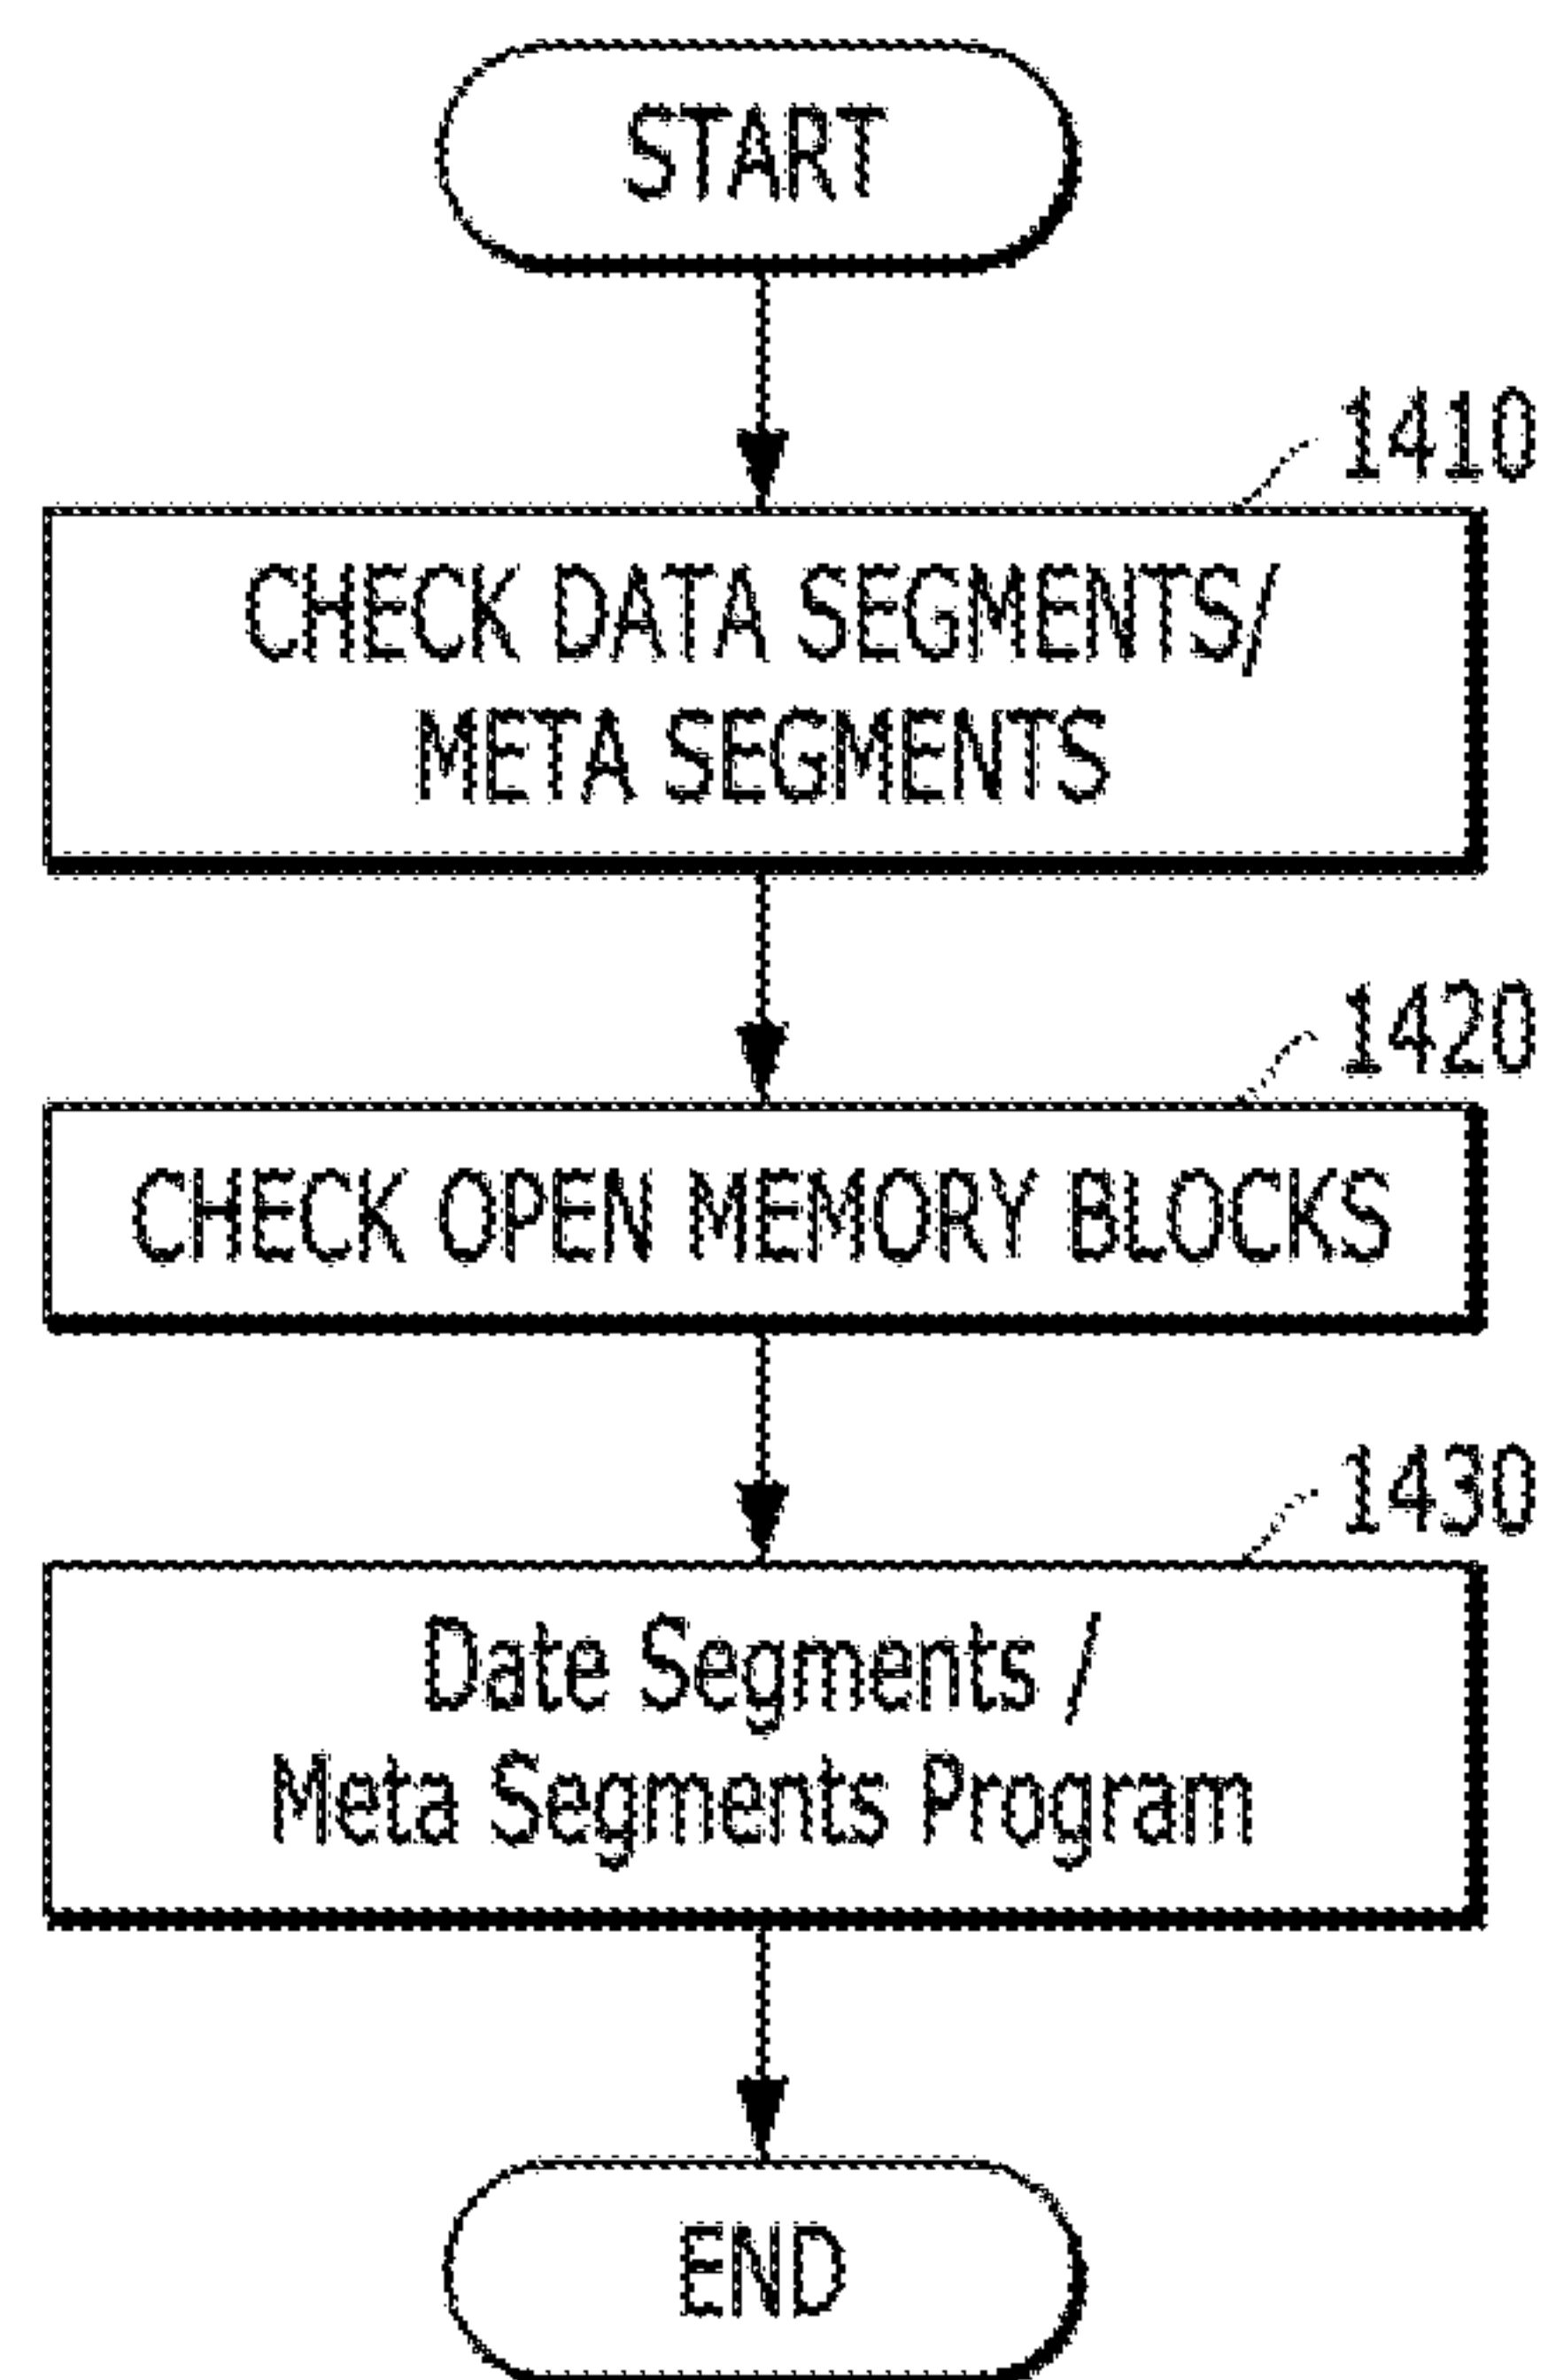 START
1410
CHECK DATA SEGMENTS/
META SEGMENTS
1420
CHECK OPEN MEMORY BLOCKS
1430
Date Segments /
Meta Segments Program
END